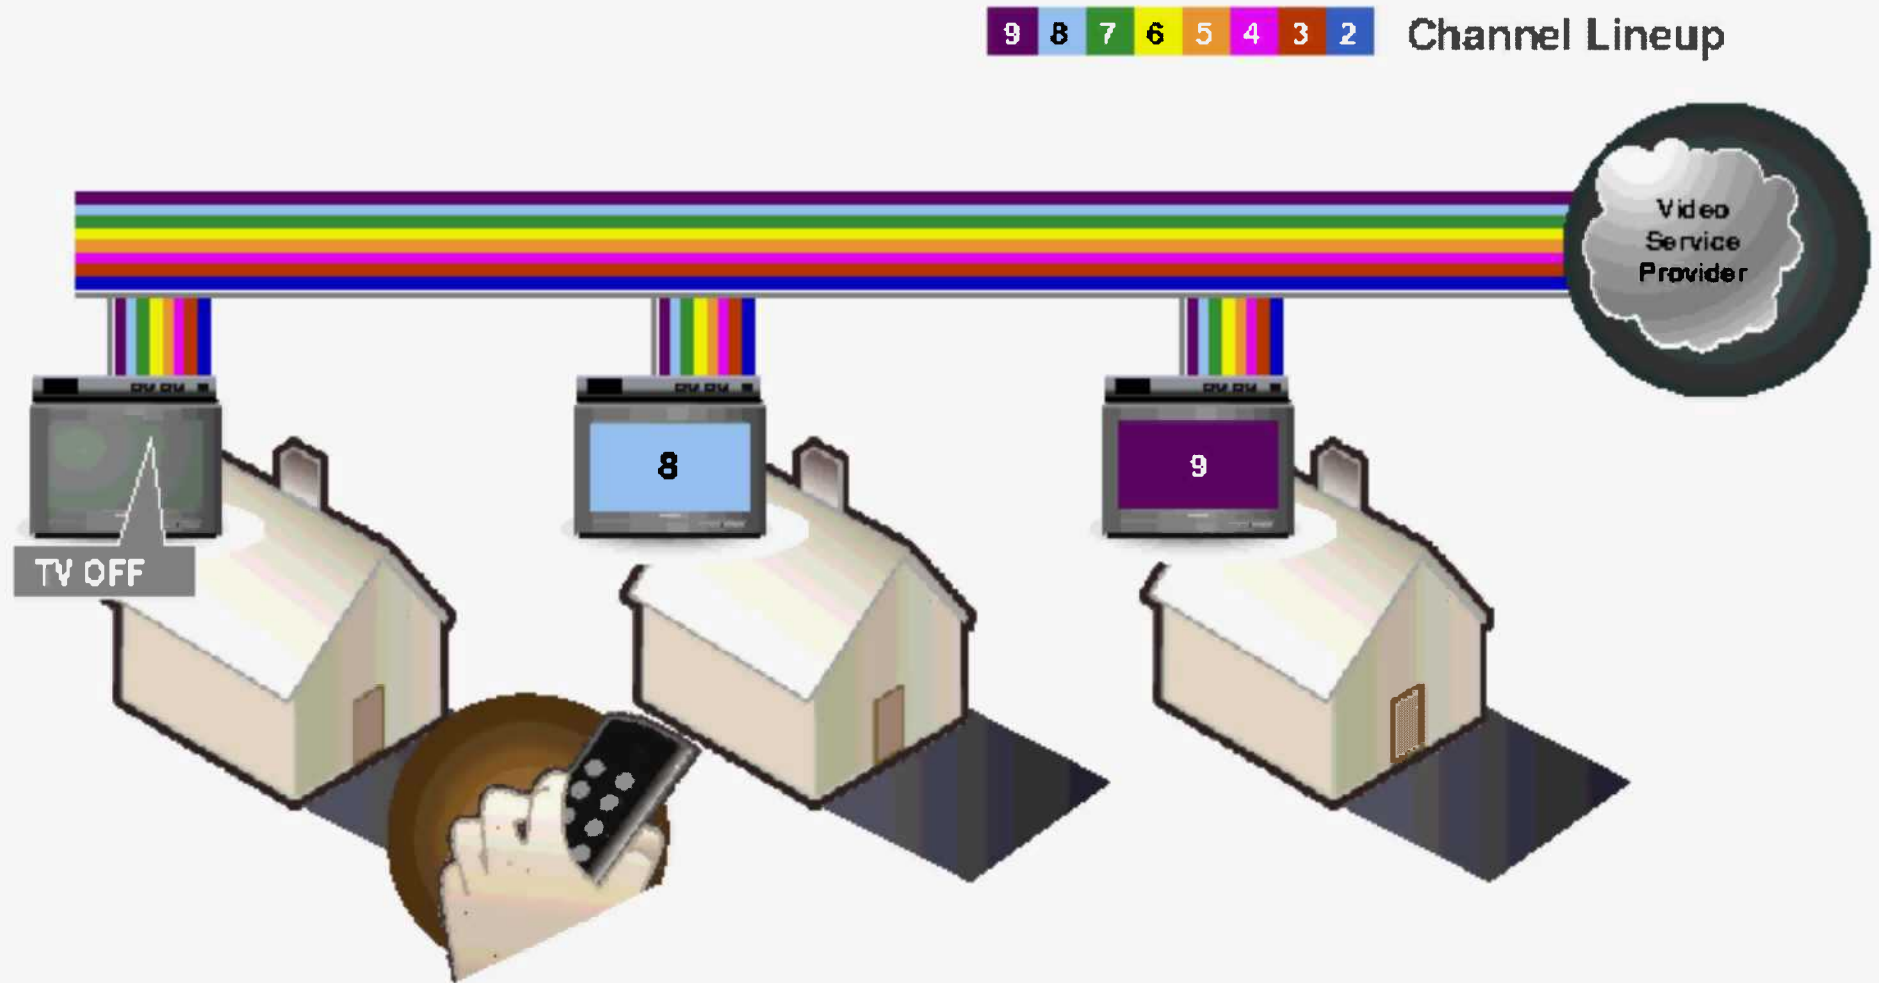 9 8 7 6 5 4 3 2 Channel Lineup
Video
Service
Provider
8
9
TV OFF